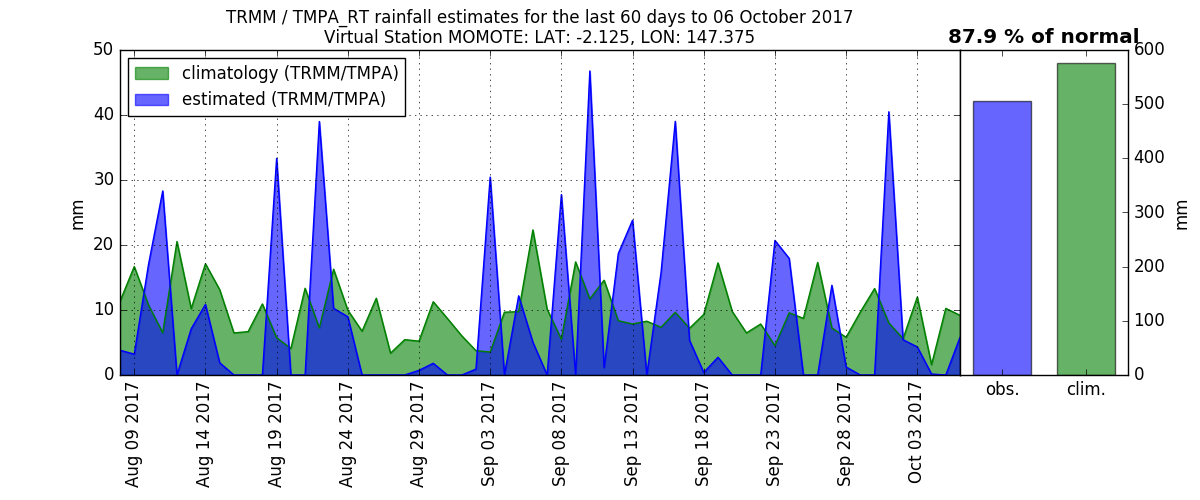 TRMM / TMPA_RT rainfall estimates for the last 60 days to 06 October 2017
Virtual Station MOMOTE: LAT: -2.125, LON: 147.375
87.9 % of normal
climatology (TRMM/TMPA)
estimated (TRMM/TMPA)
50
40
30
20
10
0
mm
600
500
400
300
200
100
0
mm
Aug 09 2017
Aug 14 2017
Aug 19 2017
Aug 24 2017
Aug 29 2017
Sep 03 2017
Sep 08 2017
Sep 13 2017
Sep 18 2017
Sep 23 2017
Sep 28 2017
Oct 03 2017
obs.
clim.